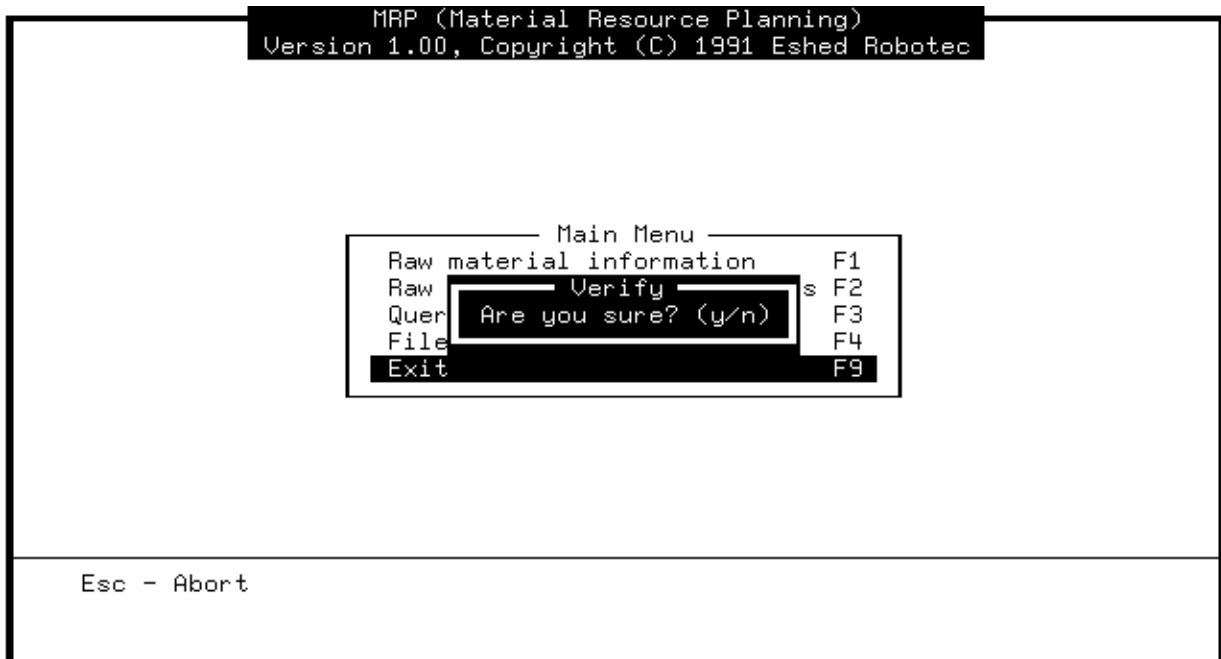 MRP (Material Resource Planning)
Version 1.00, Copyright (C) 1991 Eshed Robotec
Main Menu
Raw material information F1
Raw s F2
Verify
Quer F3
Are you sure? (y/n)
File F4
Exit F9
Esc - Abort